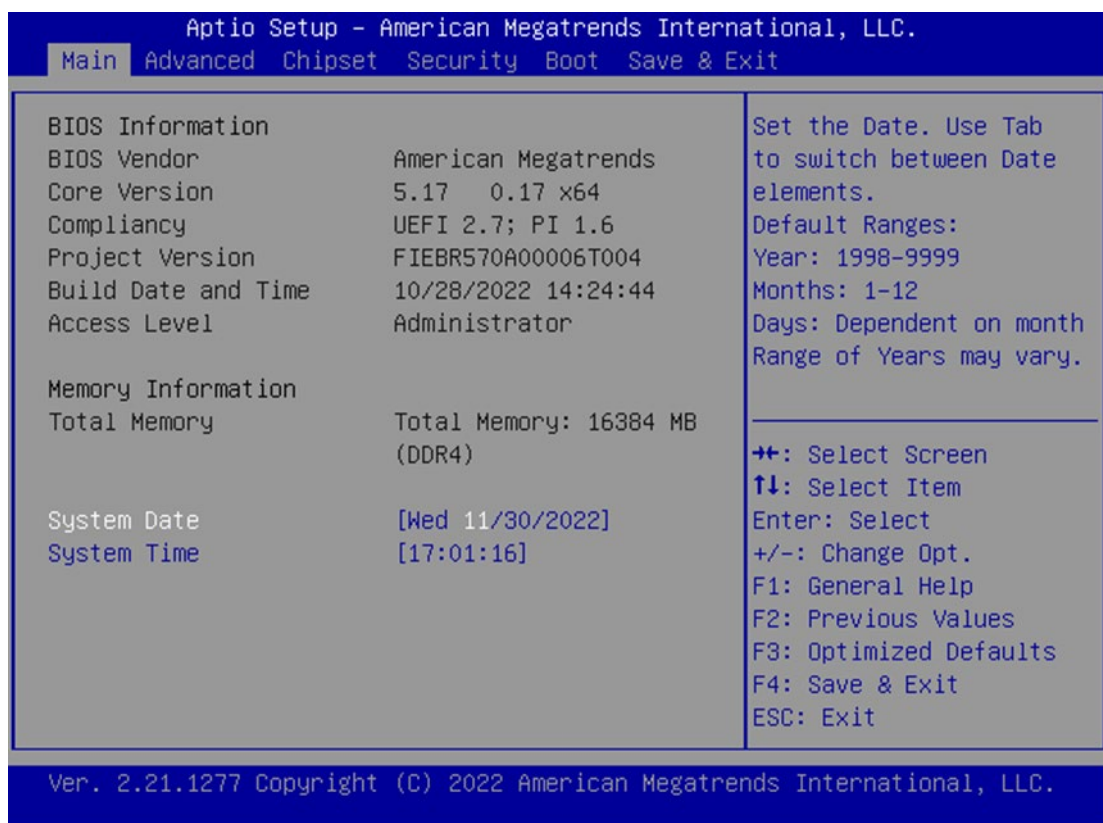 Aptio Setup – American Megatrends International, LLC.
Main Advanced Chipset Security Boot Save & Exit
BIOS Information
BIOS Vendor American Megatrends
Core Version 5.17 0.17 x64
Compliancy UEFI 2.7; PI 1.6
Project Version FIEBR570A00006T004
Build Date and Time 10/28/2022 14:24:44
Access Level Administrator
Memory Information
Total Memory Total Memory: 16384 MB
(DDR4)
System Date [Wed 11/30/2022]
System Time [17:01:16]
Set the Date. Use Tab
to switch between Date
elements.
Default Ranges:
Year: 1998-9999
Months: 1-12
Days: Dependent on month
Range of Years may vary.
→←: Select Screen
↑↓: Select Item
Enter: Select
+/-: Change Opt.
F1: General Help
F2: Previous Values
F3: Optimized Defaults
F4: Save & Exit
ESC: Exit
Ver. 2.21.1277 Copyright (C) 2022 American Megatrends International, LLC.